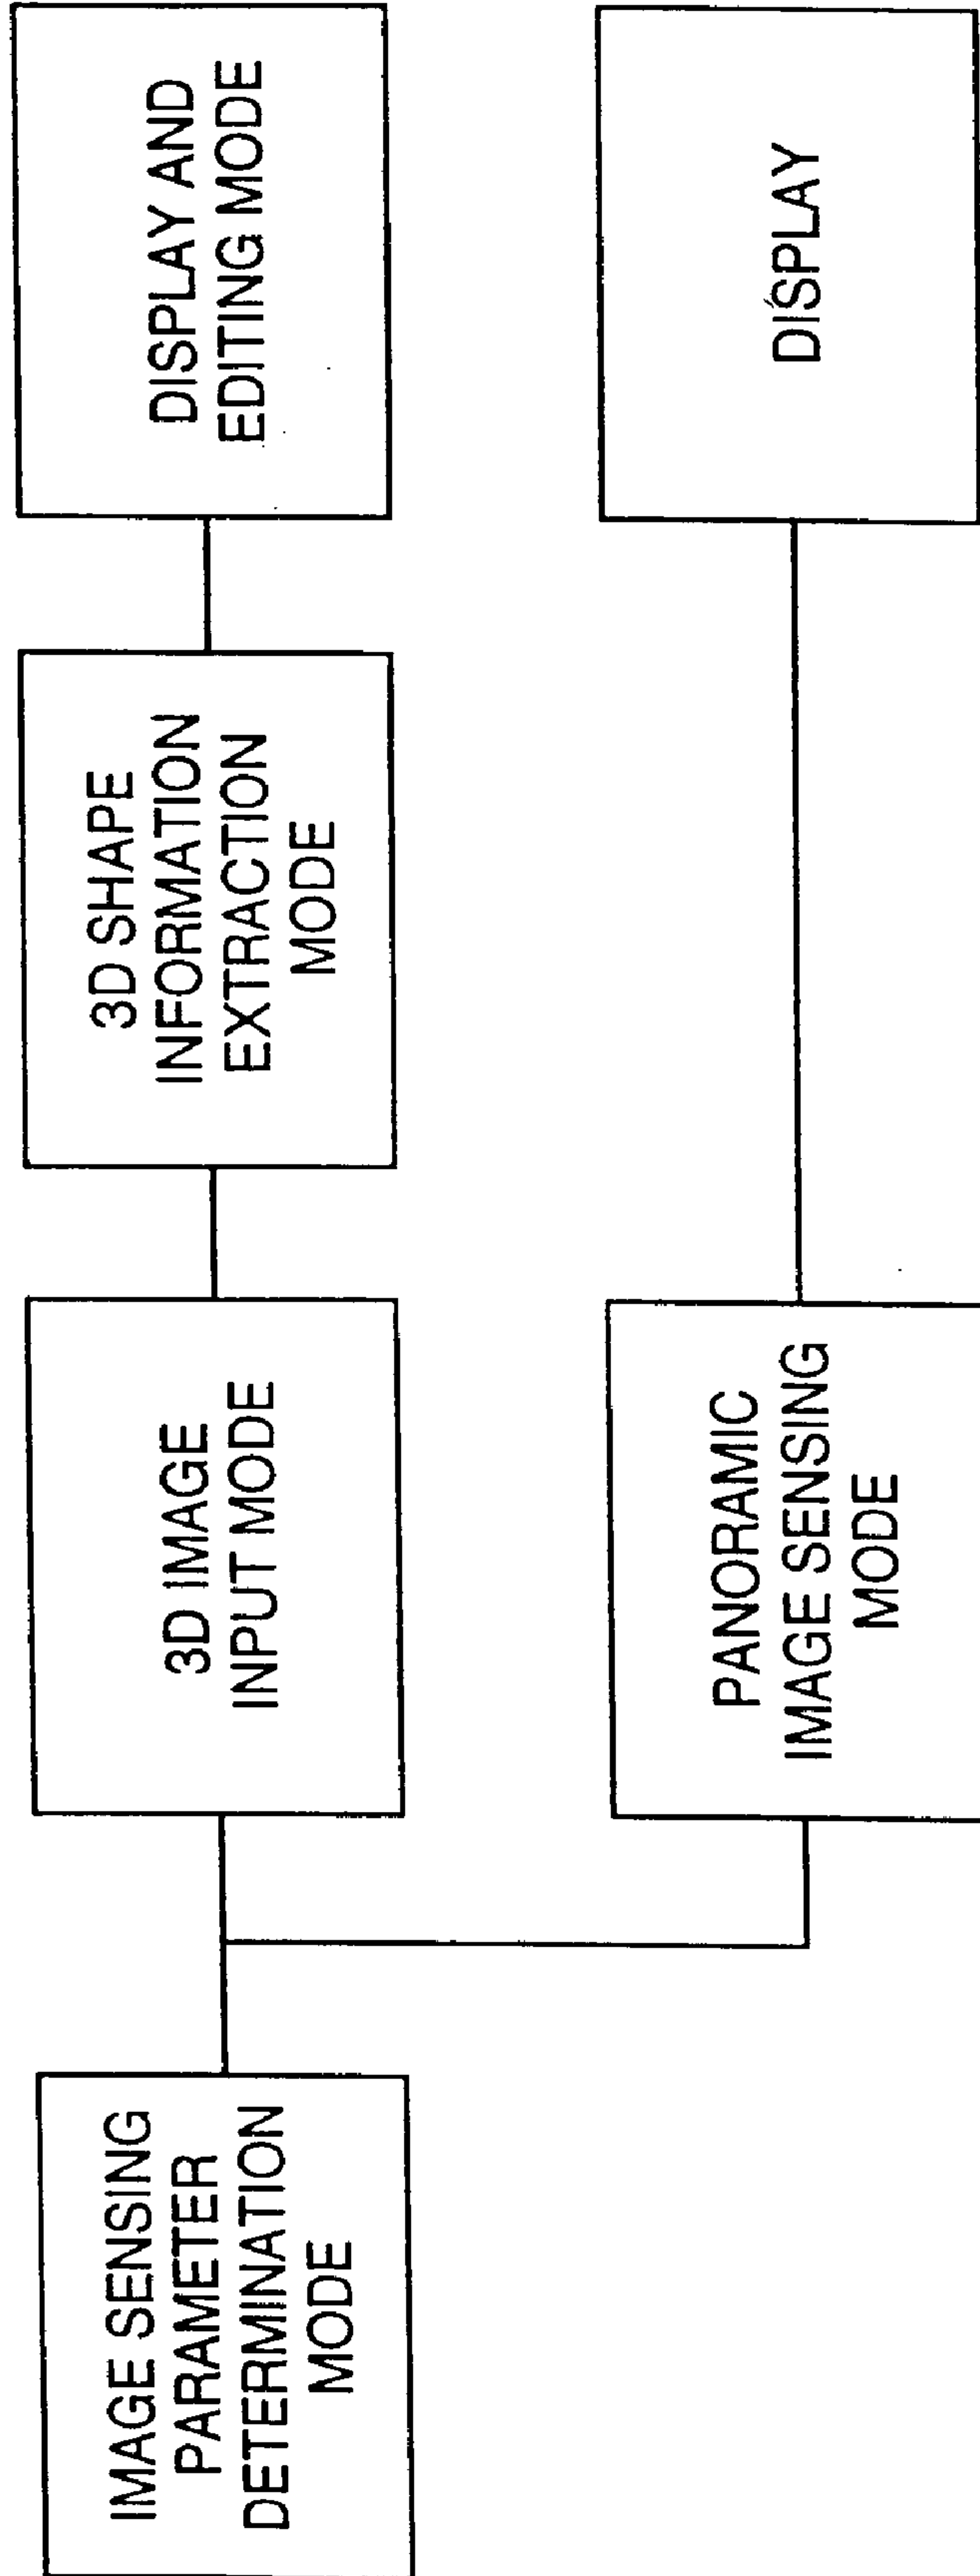 IMAGE SENSING
PARAMETER
DETERMINATION
MODE
3D IMAGE
INPUT MODE
3D SHAPE
INFORMATION
EXTRACTION
MODE
DISPLAY AND
EDITING MODE
PANORAMIC
IMAGE SENSING
MODE
DISPLAY